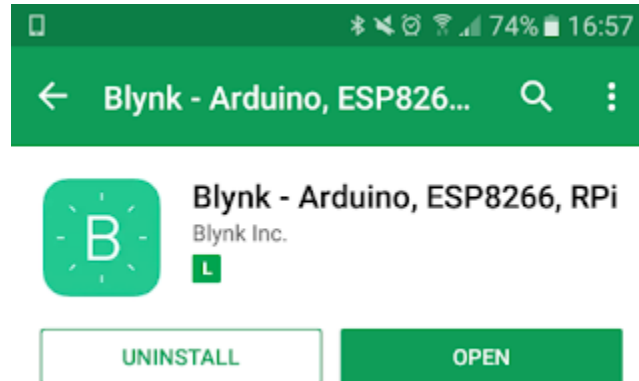 74% 16:57
Blynk - Arduino, ESP826...
B
Blynk - Arduino, ESP8266, RPi
Blynk Inc.
L
UNINSTALL
OPEN